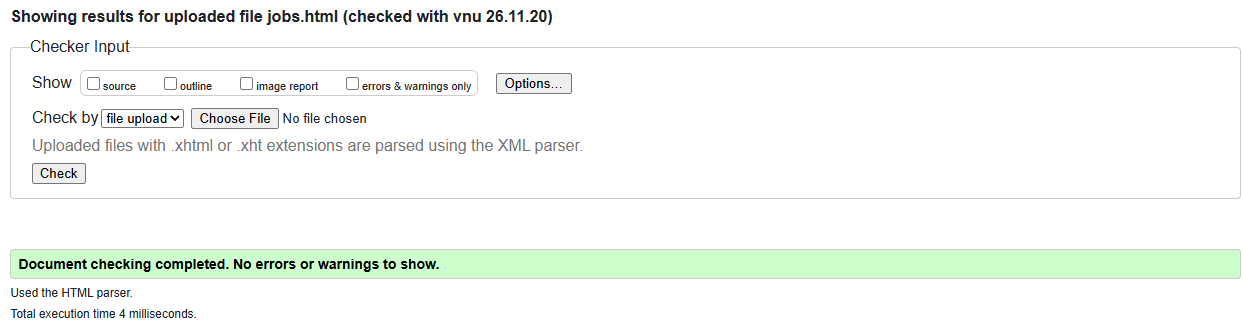 Showing results for uploaded file jobs.html (checked with vnu 26.11.20)
Checker Input
Show source outline image report errors & warnings only Options...
Check by file upload Choose File No file chosen
Uploaded files with .xhtml or .xht extensions are parsed using the XML parser.
Check
Document checking completed. No errors or warnings to show.
Used the HTML parser.
Total execution time 4 milliseconds.